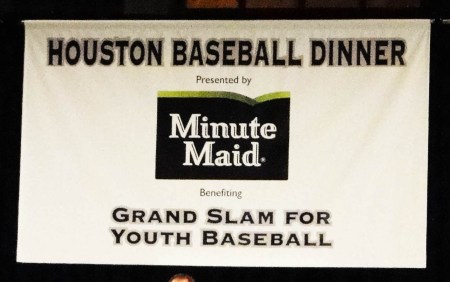 HOUSTON BASEBALL DINNER
Presented by
Minute
Maid®
Benefiting
GRAND SLAM FOR
YOUTH BASEBALL